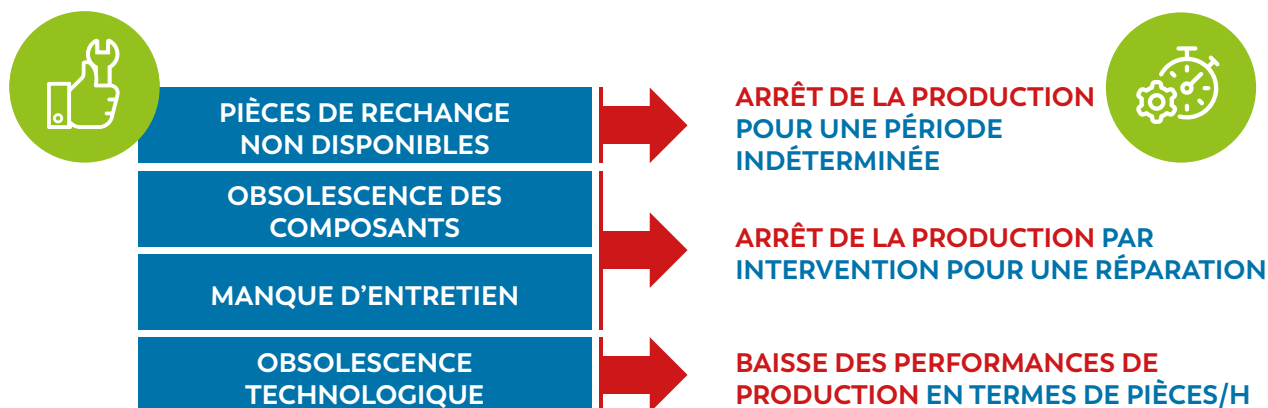 PIÈCES DE RECHANGE
NON DISPONIBLES
ARRÊT DE LA PRODUCTION
POUR UNE PÉRIODE
INDÉTERMINÉE
OBSOLESCENCE DES
COMPOSANTS
MANQUE D’ENTRETIEN
ARRÊT DE LA PRODUCTION PAR
INTERVENTION POUR UNE RÉPARATION
OBSOLESCENCE
TECHNOLOGIQUE
BAISSE DES PERFORMANCES DE
PRODUCTION EN TERMES DE PIÈCES/H